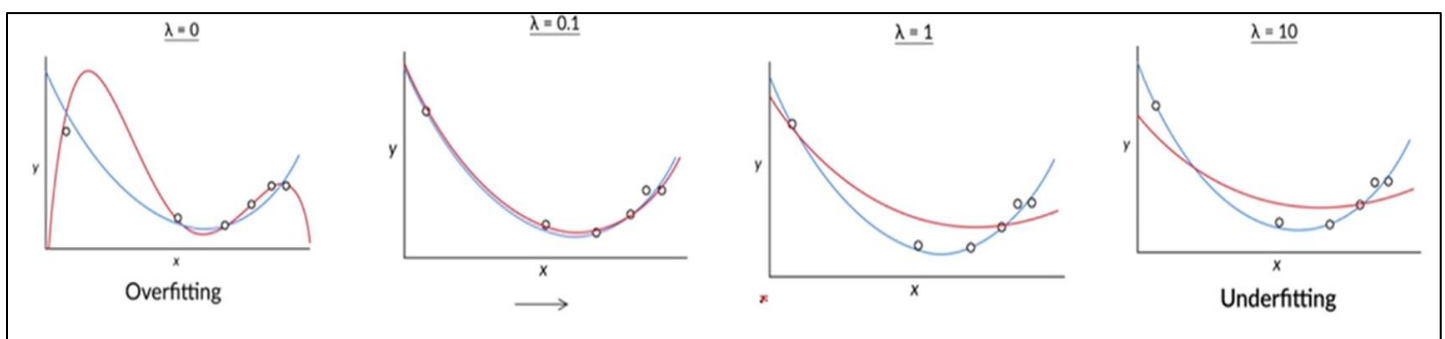 λ = 0
λ = 0.1
λ = 1
λ = 10
y
y
y
y
x
x
x
x
Overfitting
Underfitting